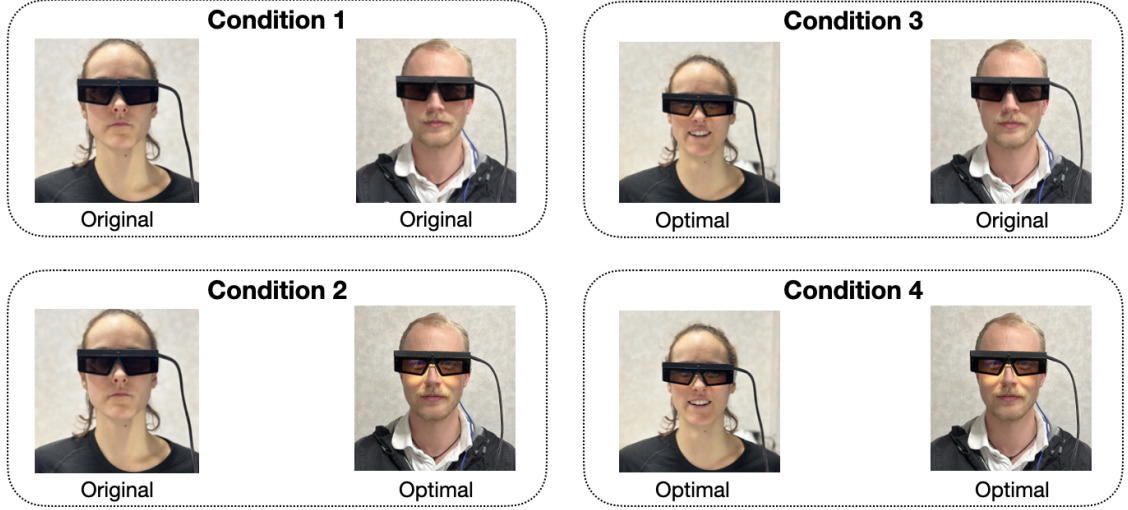 Condition 1
Original
Original
Condition 3
Optimal
Original
Condition 2
Original
Optimal
Condition 4
Optimal
Optimal